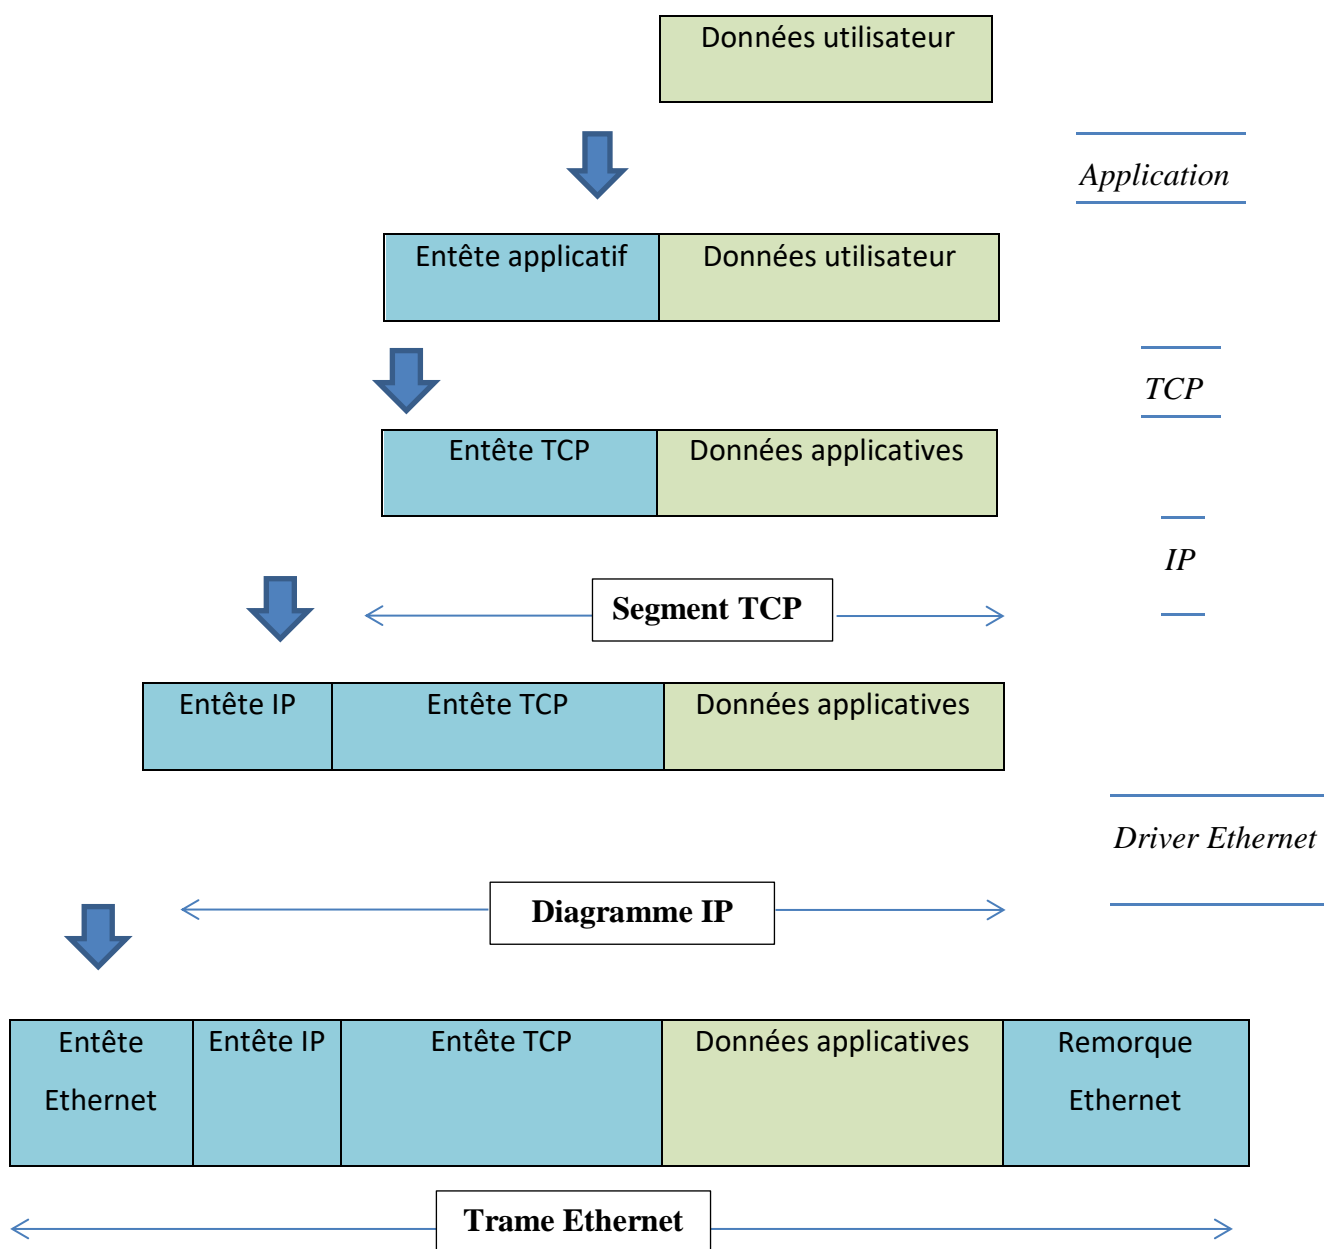 Données utilisateur
Application
Entête applicatif Données utilisateur
TCP
Entête TCP Données applicatives
IP
Segment TCP
Entête IP Entête TCP Données applicatives
Driver Ethernet
Diagramme IP
Entête Ethernet Entête IP Entête TCP Données applicatives Remorque Ethernet
Trame Ethernet